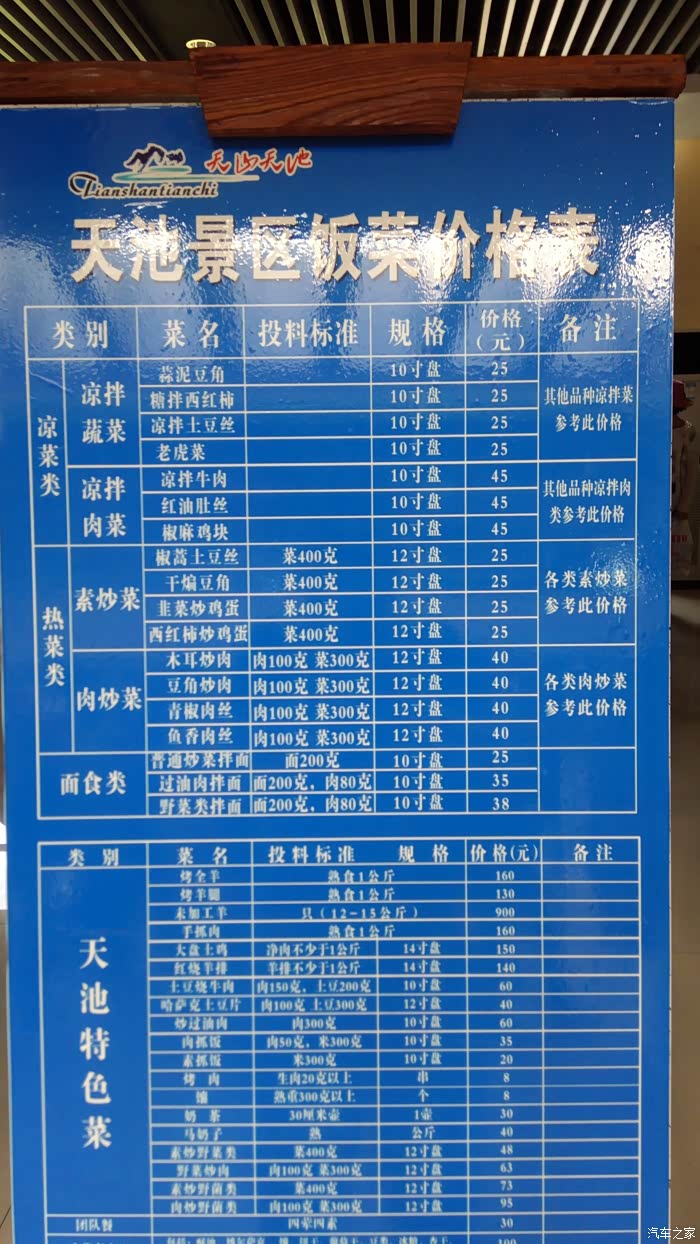 天山天池
Tianshantianchi
天池景区饭菜价格表
类别 菜名 投料标准 规格 价格（元） 备注
凉菜类 凉拌蔬菜 蒜泥豆角 10寸盘 25 其他品种凉拌菜参考此价格
糖拌西红柿 10寸盘 25
凉拌土豆丝 10寸盘 25
老虎菜 10寸盘 25
凉拌肉菜 凉拌牛肉 10寸盘 45 其他品种凉拌肉类参考此价格
红油肚丝 10寸盘 45
椒麻鸡块 10寸盘 45
热菜类 素炒菜 椒蒿土豆丝 菜400克 12寸盘 25 各类素炒菜参考此价格
干煸豆角 菜400克 12寸盘 25
韭菜炒鸡蛋 菜400克 12寸盘 25
西红柿炒鸡蛋 菜400克 12寸盘 25
肉炒菜 木耳炒肉 肉100克 菜300克 12寸盘 40 各类肉炒菜参考此价格
豆角炒肉 肉100克 菜300克 12寸盘 40
青椒肉丝 肉100克 菜300克 12寸盘 40
鱼香肉丝 肉100克 菜300克 12寸盘 40
面食类 普通炒菜拌面 面200克 10寸盘 25
过油肉拌面 面200克，肉80克 10寸盘 35
野菜类拌面 面200克，肉80克 10寸盘 38
类别 菜名 投料标准 规格 价格(元) 备注
天池特色菜 烤全羊 熟食1公斤 160
烤羊腿 熟食1公斤 130
未加工羊 只（12-15公斤） 900
手抓肉 熟食1公斤 160
大盘土鸡 净肉不少于1公斤 14寸盘 150
红烧羊排 羊排不少于1公斤 14寸盘 140
土豆烧牛肉 肉150克，土豆200克 10寸盘 60
哈萨克土豆片 肉100克 土豆300克 12寸盘 40
炒过油肉 肉300克 10寸盘 60
肉抓饭 肉50克，米300克 10寸盘 35
素抓饭 米300克 10寸盘 20
烤肉 生肉20克以上 串 8
馕 熟重300克以上 个 8
奶茶 30厘米壶 1壶 30
马奶子 熟 公斤 40
素炒野菜类 菜400克 12寸盘 48
野菜炒肉 肉100克 菜300克 12寸盘 63
素炒野菌类 菜400克 12寸盘 73
肉炒野菌类 肉100克 菜300克 12寸盘 95
团队餐 四荤四素 30
汽车之家